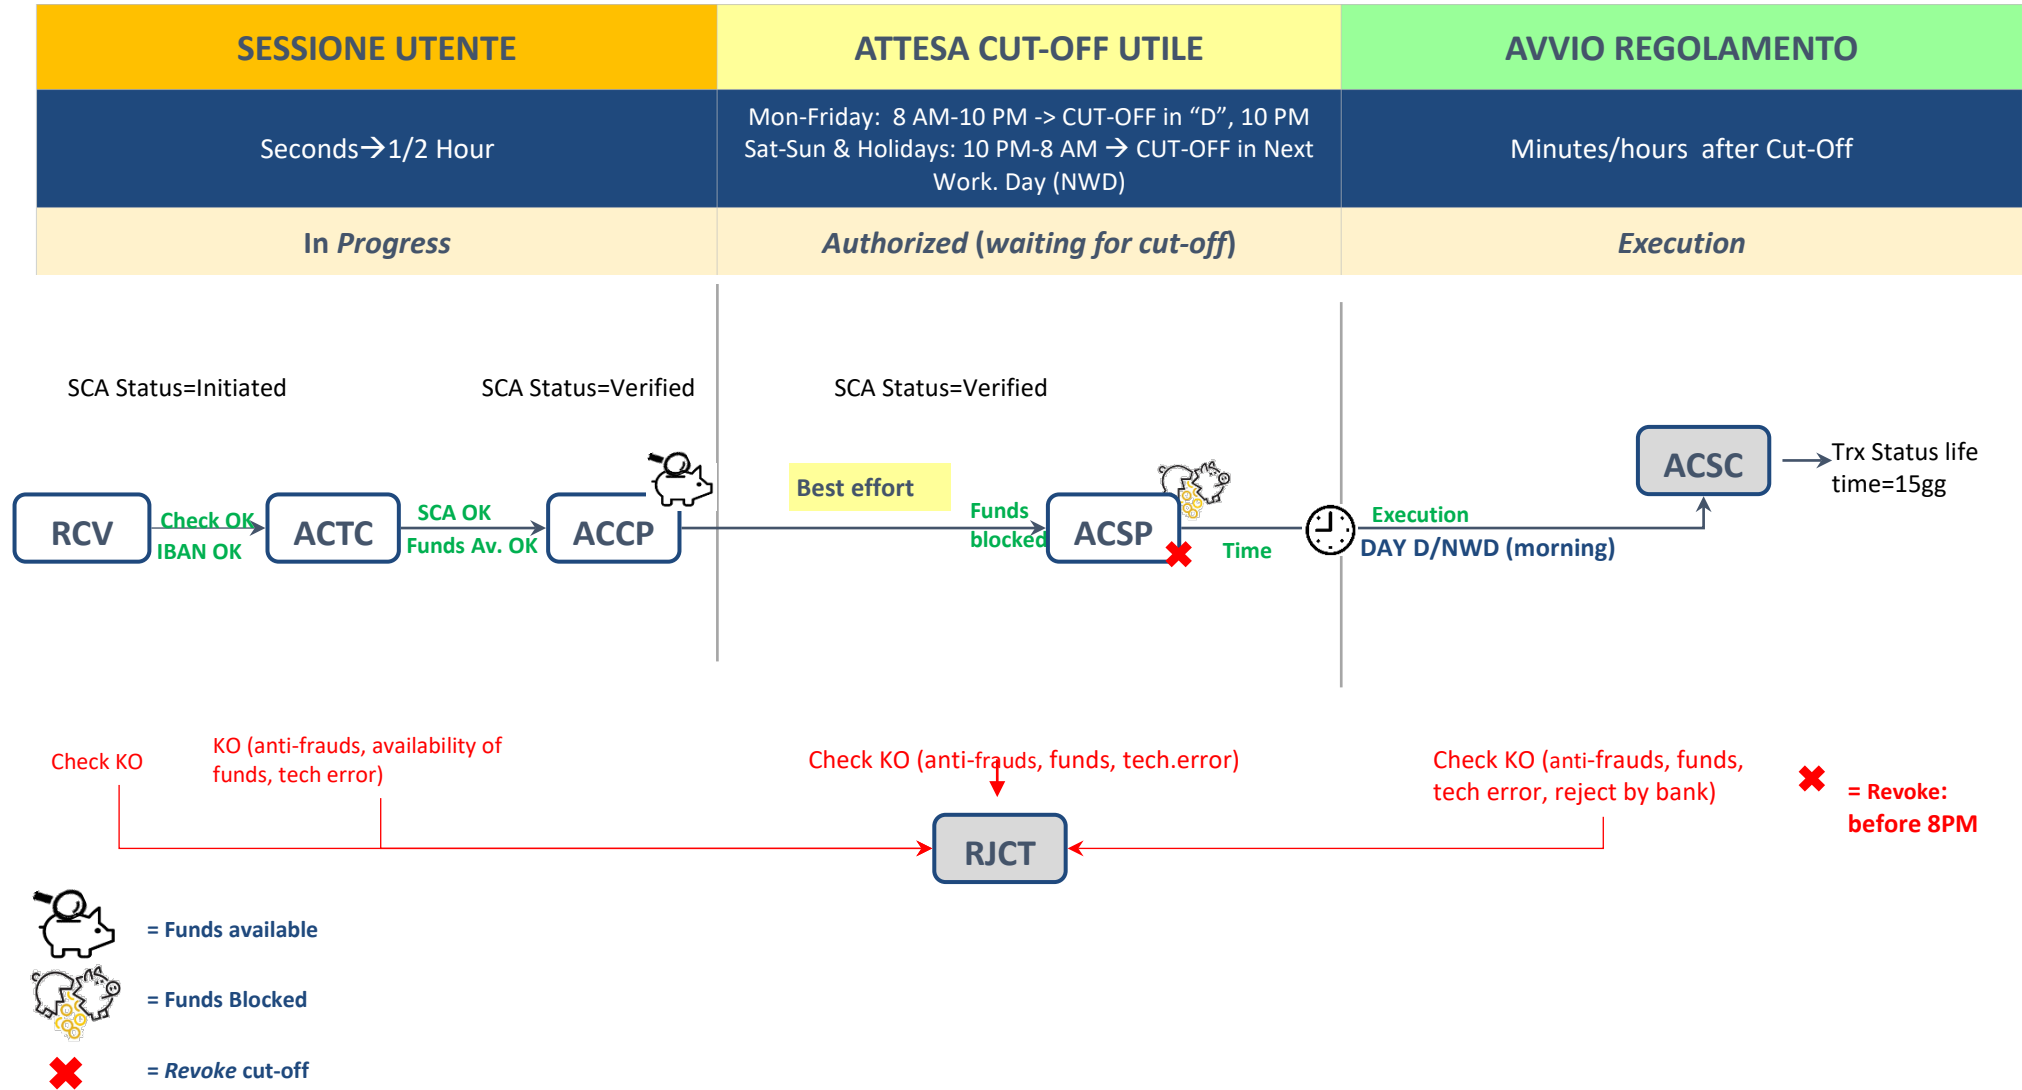 SESSIONE UTENTE
ATTESA CUT-OFF UTILE
AVVIO REGOLAMENTO
Seconds→1/2 Hour
Mon-Friday: 8 AM-10 PM -> CUT-OFF in “D”, 10 PM
Sat-Sun & Holidays: 10 PM-8 AM → CUT-OFF in Next
Work. Day (NWD)
Minutes/hours after Cut-Off
In Progress
Authorized (waiting for cut-off)
Execution
SCA Status=Initiated
SCA Status=Verified
SCA Status=Verified
RCV
Check OK
IBAN OK
ACTC
SCA OK
Funds Av. OK
ACCP
Best effort
Funds
blocked
ACSP
Time
Execution
DAY D/NWD (morning)
ACSC
Trx Status life
time=15gg
Check KO
KO (anti-frauds, availability of
funds, tech error)
Check KO (anti-frauds, funds, tech.error)
Check KO (anti-frauds, funds,
tech error, reject by bank)
= Revoke:
before 8PM
RJCT
= Funds available
= Funds Blocked
= Revoke cut-off